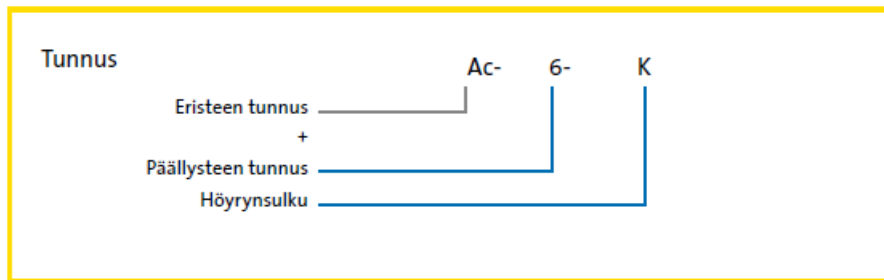 Tunnus
Ac- 6- K
Eristeen tunnus
+
Päällysteen tunnus
Höyrynsulku